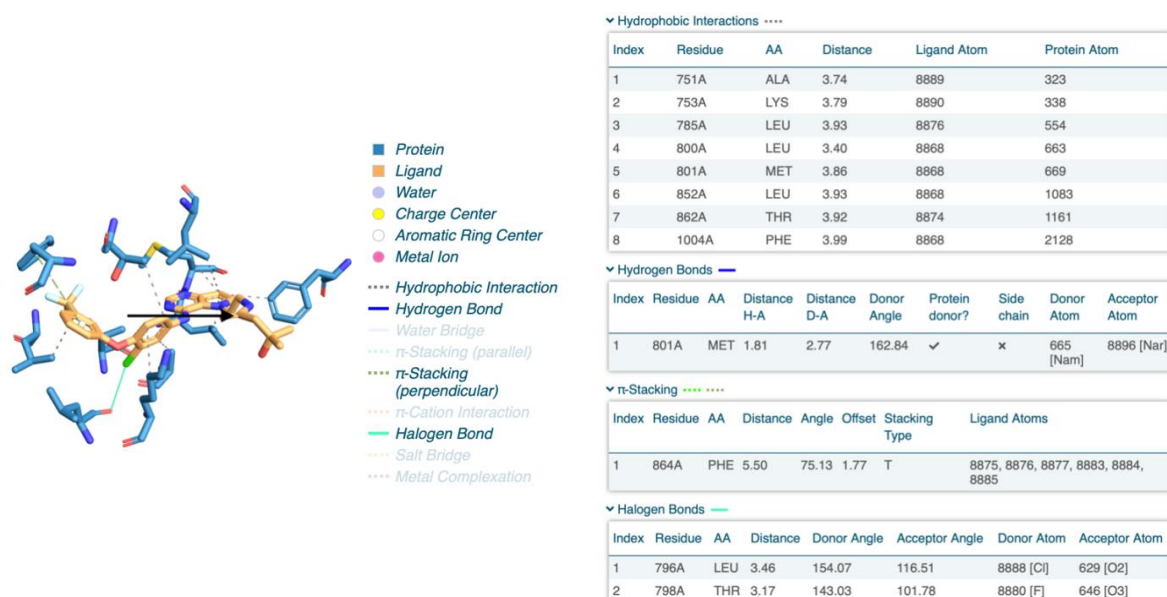 Protein
Ligand
Water
Charge Center
Aromatic Ring Center
Metal Ion
Hydrophobic Interaction
Hydrogen Bond
Water Bridge
π-Stacking (parallel)
π-Stacking
(perpendicular)
π-Cation Interaction
Halogen Bond
Salt Bridge
Metal Complexation
Hydrophobic Interactions
Index Residue AA Distance Ligand Atom Protein Atom
1 751A ALA 3.74 8889 323
2 753A LYS 3.79 8890 338
3 785A LEU 3.93 8876 554
4 800A LEU 3.40 8868 663
5 801A MET 3.86 8868 669
6 852A LEU 3.93 8868 1083
7 862A THR 3.92 8874 1161
8 1004A PHE 3.99 8868 2128
Hydrogen Bonds
Index Residue AA Distance Distance Donor Protein Side Donor Acceptor
H-A D-A Angle donor? chain Atom Atom
1 801A MET 1.81 2.77 162.84 ✓ × 665 8896 [Nar]
[Nam]
π-Stacking
Index Residue AA Distance Angle Offset Stacking Ligand Atoms
Type
1 864A PHE 5.50 75.13 1.77 T 8875, 8876, 8877, 8883, 8884,
8885
Halogen Bonds
Index Residue AA Distance Donor Angle Acceptor Angle Donor Atom Acceptor Atom
1 796A LEU 3.46 154.07 116.51 8888 [Cl] 629 [O2]
2 798A THR 3.17 143.03 101.78 8880 [F] 646 [O3]